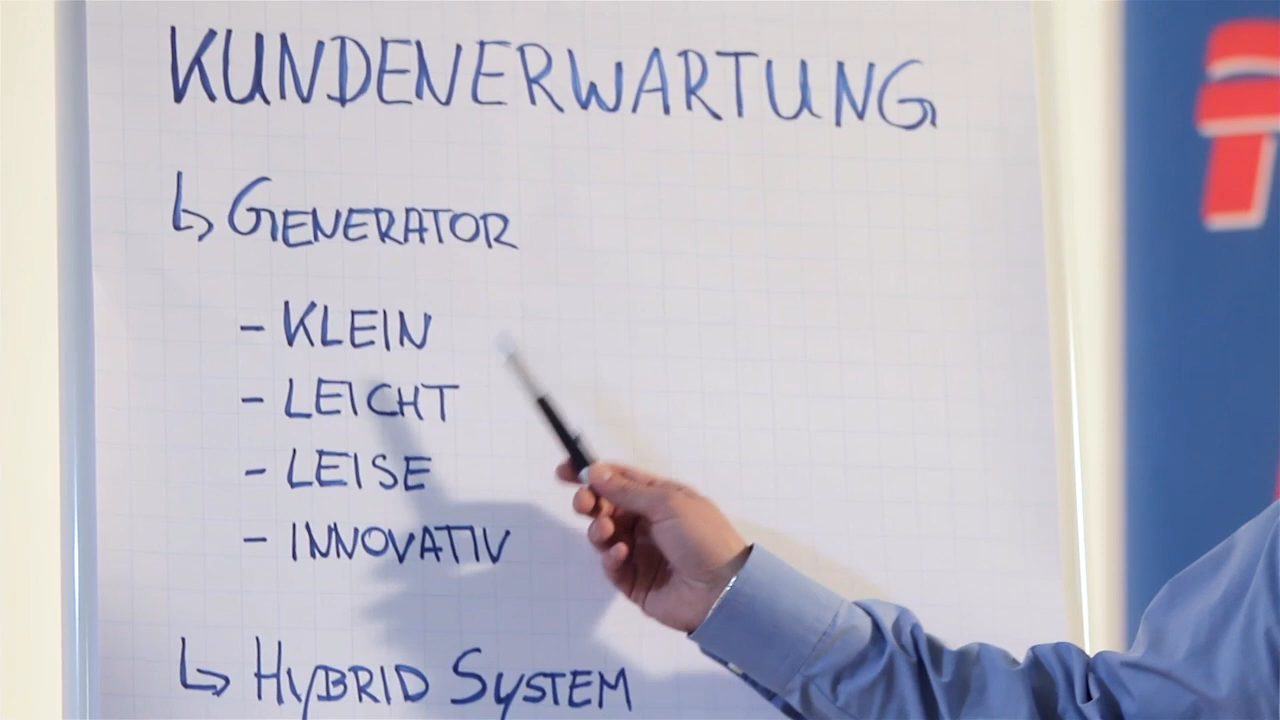 KUNDENERWARTUNG
↳ GENERATOR
- KLEIN
- LEICHT
- LEISE
- INNOVATIV
↳ HYBRID SYSTEM